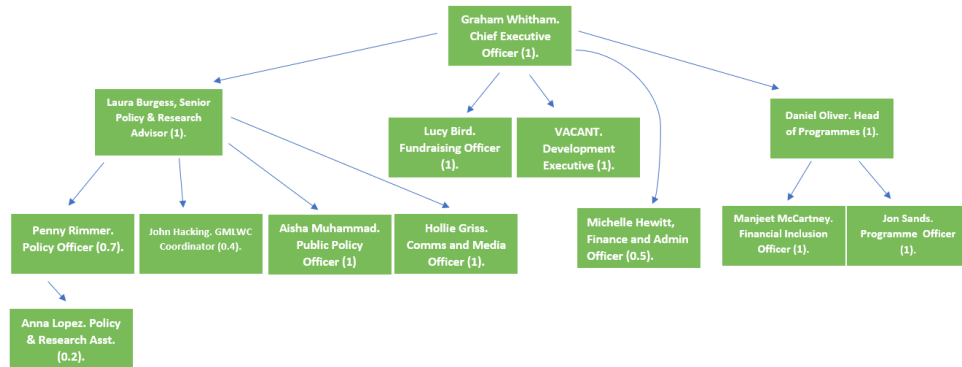 Graham Whitham.
Chief Executive
Officer (1).
Laura Burgess, Senior
Policy & Research
Advisor (1).
Lucy Bird.
Fundraising Officer
(1).
VACANT.
Development
Executive (1).
Daniel Oliver. Head
of Programmes (1).
Penny Rimmer.
Policy Officer (0.7).
John Hacking. GMLWC
Coordinator (0.4).
Aisha Muhammad.
Public Policy
Officer (1)
Hollie Griss.
Comms and Media
Officer (1).
Michelle Hewitt,
Finance and Admin
Officer (0.5).
Manjeet McCartney.
Financial Inclusion
Officer (1).
Jon Sands.
Programme Officer
(1).
Anna Lopez. Policy
& Research Asst.
(0.2).